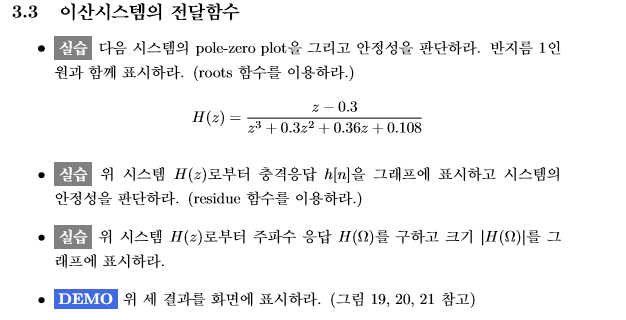 3.3 이산시스템의 전달함수
• 실습 다음 시스템의 pole-zero plot을 그리고 안정성을 판단하라. 반지름 1인
원과 함께 표시하라. (roots 함수를 이용하라.)
H(z) = \frac{z - 0.3}{z^3 + 0.3z^2 + 0.36z + 0.108}
• 실습 위 시스템 H(z)로부터 충격응답 h[n]을 그래프에 표시하고 시스템의
안정성을 판단하라. (residue 함수를 이용하라.)
• 실습 위 시스템 H(z)로부터 주파수 응답 H(Ω)를 구하고 크기 |H(Ω)|를 그
래프에 표시하라.
• DEMO 위 세 결과를 화면에 표시하라. (그림 19, 20, 21 참고)